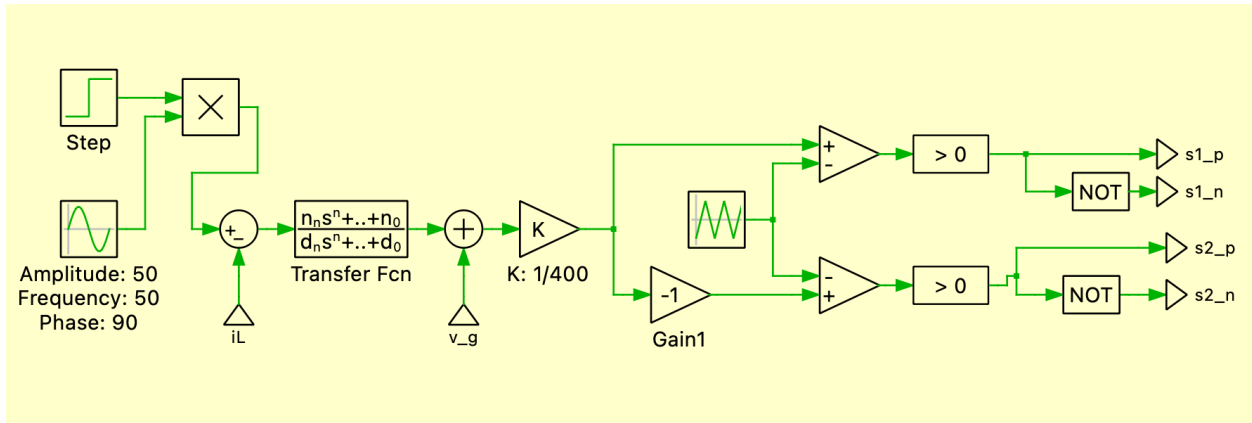 Step
×
Amplitude: 50
Frequency: 50
Phase: 90
+
−
iL
nₙsⁿ+..+n₀
dₙsⁿ+..+d₀
Transfer Fcn
+
v_g
K
K: 1/400
-1
Gain1
+
-
> 0
s1_p
NOT
s1_n
-
+
> 0
s2_p
NOT
s2_n